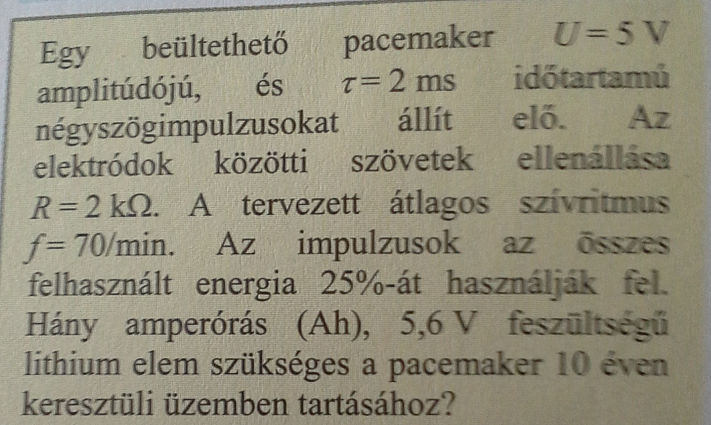 Egy beültethető pacemaker U = 5 V
amplitúdójú, és τ = 2 ms időtartamú
négyszögimpulzusokat állít elő. Az
elektródok közötti szövetek ellenállása
R = 2 kΩ. A tervezett átlagos szívritmus
f = 70/min. Az impulzusok az összes
felhasznált energia 25%-át használják fel.
Hány amperórás (Ah), 5,6 V feszültségű
lithium elem szükséges a pacemaker 10 éven
keresztüli üzemben tartásához?